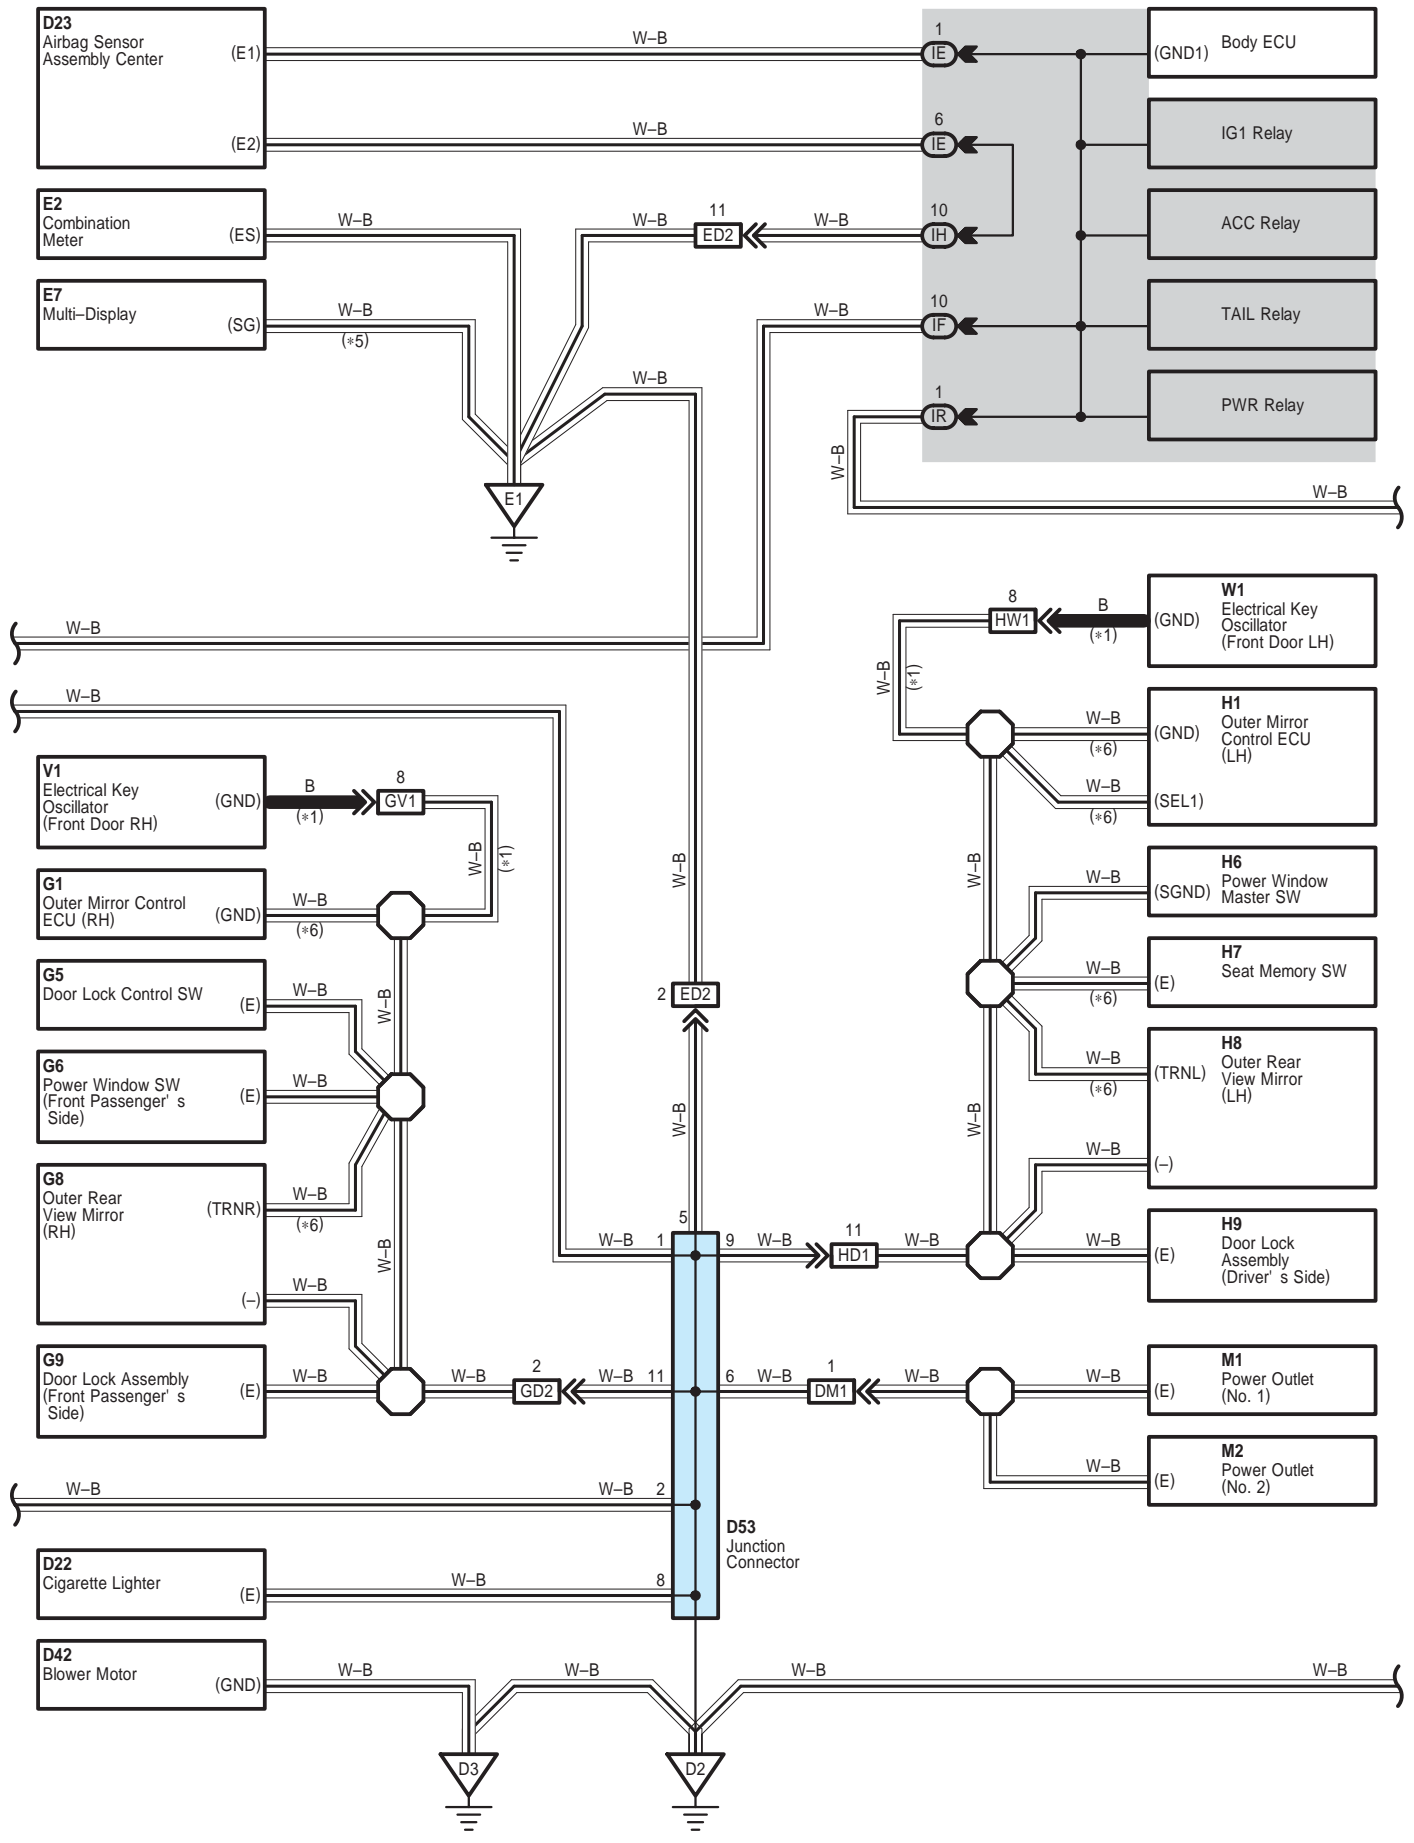 D23
Airbag Sensor
Assembly Center
(E1)
W–B
1
IE
(GND1)
Body ECU
(E2)
W–B
6
IE
IG1 Relay
E2
Combination
Meter
(ES)
W–B
W–B
11
ED2
W–B
10
IH
ACC Relay
E7
Multi–Display
(SG)
W–B
(∗5)
W–B
10
IF
TAIL Relay
W–B
1
IR
PWR Relay
W–B
W–B
E1
W–B
W–B
8
HW1
B
(∗1)
(GND)
W1
Electrical Key
Oscillator
(Front Door LH)
W–B
(∗1)
W–B
(∗6)
(GND)
H1
Outer Mirror
Control ECU
(LH)
W–B
(∗6)
(SEL1)
V1
Electrical Key
Oscillator
(Front Door RH)
(GND)
B
(∗1)
8
GV1
W–B
(∗1)
W–B
W–B
W–B
(SGND)
H6
Power Window
Master SW
G1
Outer Mirror Control
ECU (RH)
(GND)
W–B
(∗6)
W–B
(∗6)
(E)
H7
Seat Memory SW
G5
Door Lock Control SW
(E)
W–B
W–B
2
ED2
G6
Power Window SW
(Front Passenger' s
Side)
(E)
W–B
W–B
W–B
W–B
(∗6)
(TRNL)
H8
Outer Rear
View Mirror
(LH)
W–B
(–)
G8
Outer Rear
View Mirror
(RH)
(TRNR)
W–B
(∗6)
W–B
(–)
5
W–B
1
9
W–B
11
HD1
W–B
W–B
(E)
H9
Door Lock
Assembly
(Driver' s Side)
W–B
G9
Door Lock Assembly
(Front Passenger' s
Side)
(E)
W–B
W–B
2
GD2
W–B
11
6
W–B
1
DM1
W–B
W–B
(E)
M1
Power Outlet
(No. 1)
W–B
(E)
M2
Power Outlet
(No. 2)
W–B
W–B
2
D53
Junction
Connector
D22
Cigarette Lighter
(E)
W–B
8
D42
Blower Motor
(GND)
W–B
W–B
W–B
W–B
D3
D2